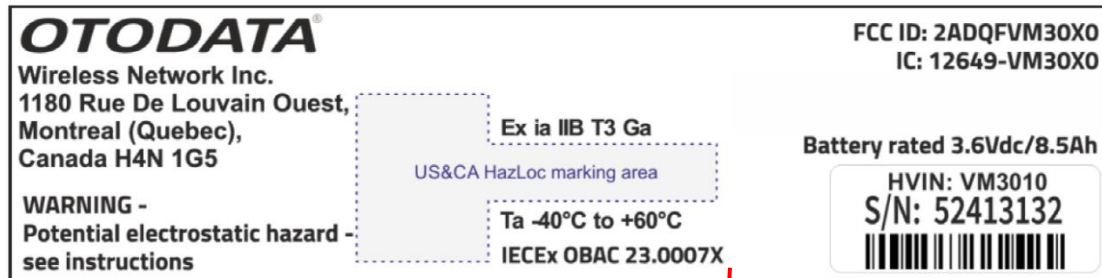 OTODATA®
Wireless Network Inc.
1180 Rue De Louvain Ouest,
Montreal (Quebec),
Canada H4N 1G5
WARNING -
Potential electrostatic hazard -
see instructions
Ex ia IIB T3 Ga
US&CA HazLoc marking area
Ta -40°C to +60°C
IECEx OBAC 23.0007X
FCC ID: 2ADQFVM30X0
IC: 12649-VM30X0
Battery rated 3.6Vdc/8.5Ah
HVIN: VM3010
S/N: 52413132